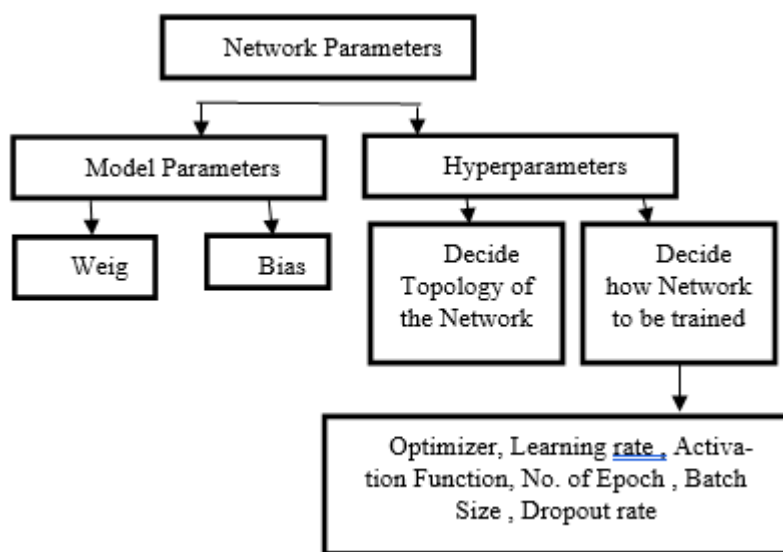 Network Parameters
Model Parameters
Hyperparameters
Weig
Bias
Decide
Topology of
the Network
Decide
how Network
to be trained
Optimizer, Learning rate , Activa-
tion Function, No. of Epoch , Batch
Size , Dropout rate